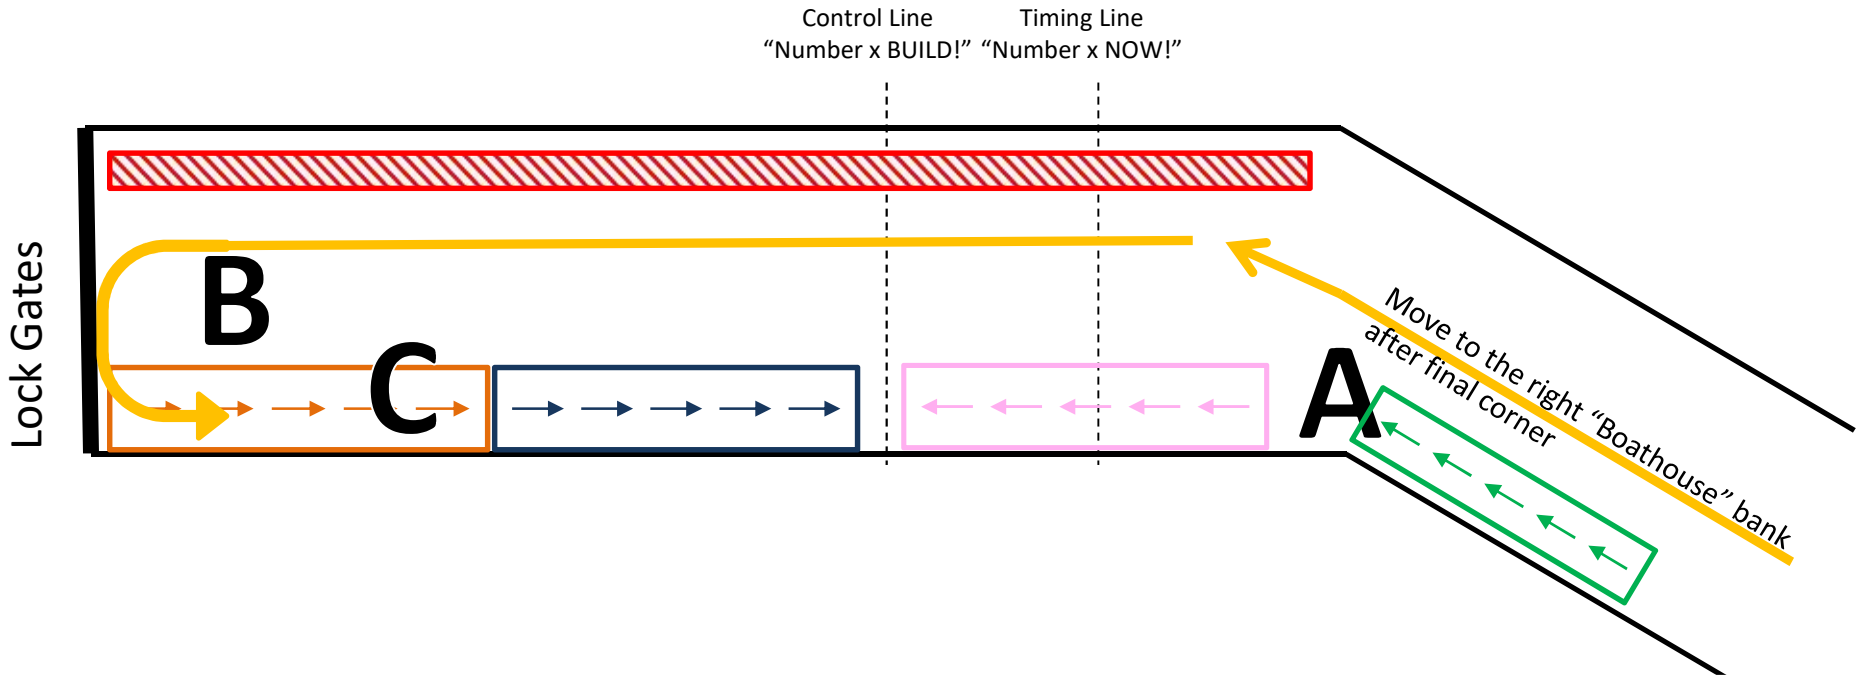 Control Line
“Number x BUILD!”
Timing Line
“Number x NOW!”
Lock Gates
B
C
A
Move to the right “Boathouse” bank
after final corner